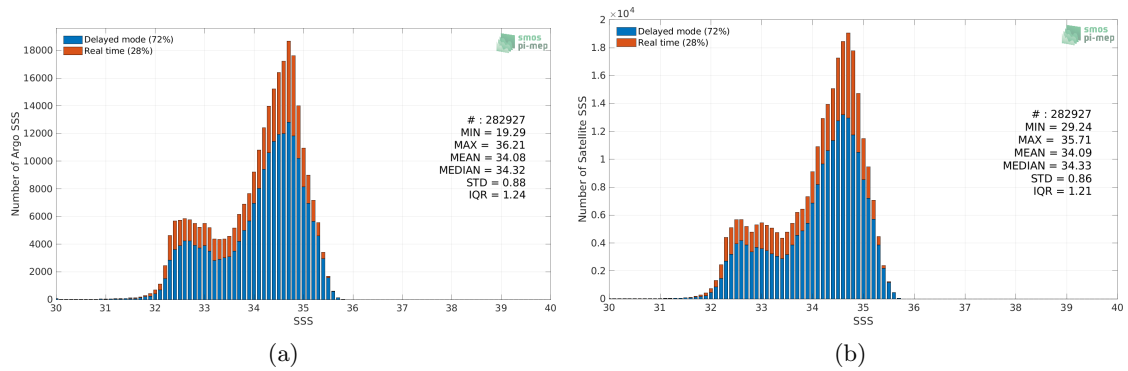 Delayed mode (72%)
Real time (28%)
smos
pi-mep
Number of Argo SSS
18000
16000
14000
12000
10000
8000
6000
4000
2000
0
# : 282927
MIN = 19.29
MAX = 36.21
MEAN = 34.08
MEDIAN = 34.32
STD = 0.88
IQR = 1.24
30 31 32 33 34 35 36 37 38 39 40
SSS
(a)
×10⁴
Delayed mode (72%)
Real time (28%)
smos
pi-mep
Number of Satellite SSS
2
1.8
1.6
1.4
1.2
1
0.8
0.6
0.4
0.2
0
# : 282927
MIN = 29.24
MAX = 35.71
MEAN = 34.09
MEDIAN = 34.33
STD = 0.86
IQR = 1.21
30 31 32 33 34 35 36 37 38 39 40
SSS
(b)